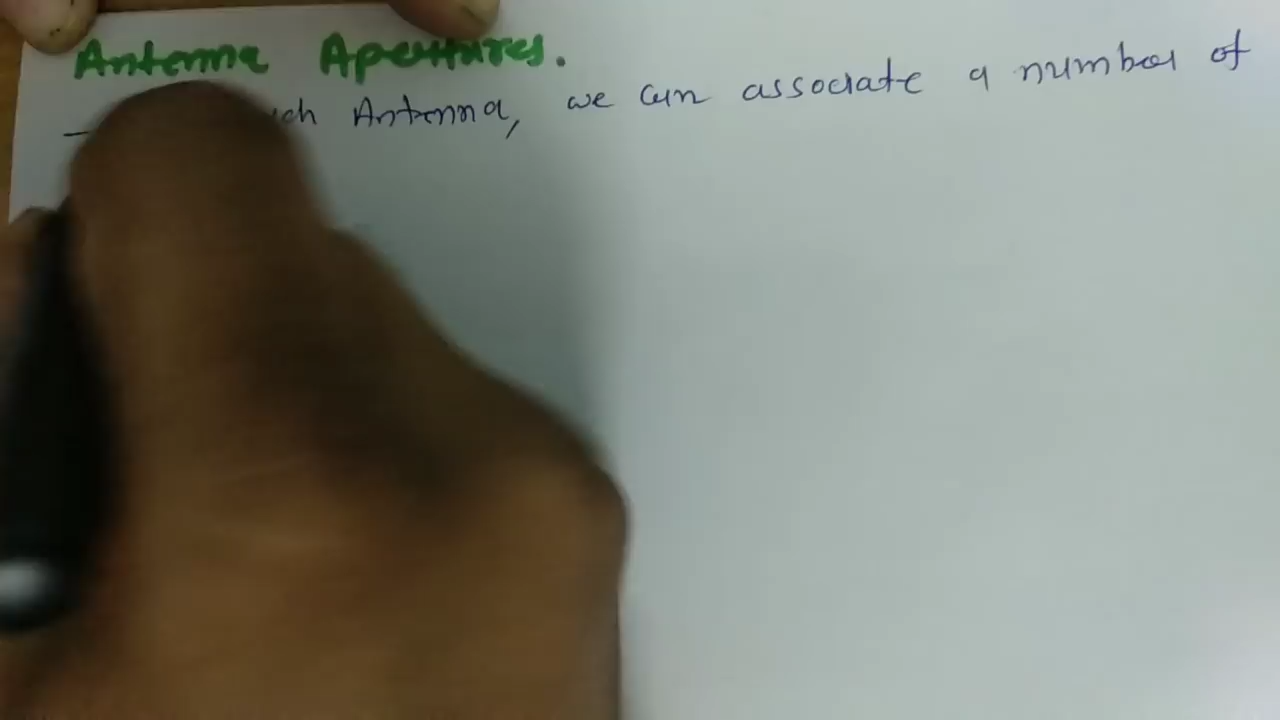 Antenna Apertures.
— Antenna, we can associate a number of